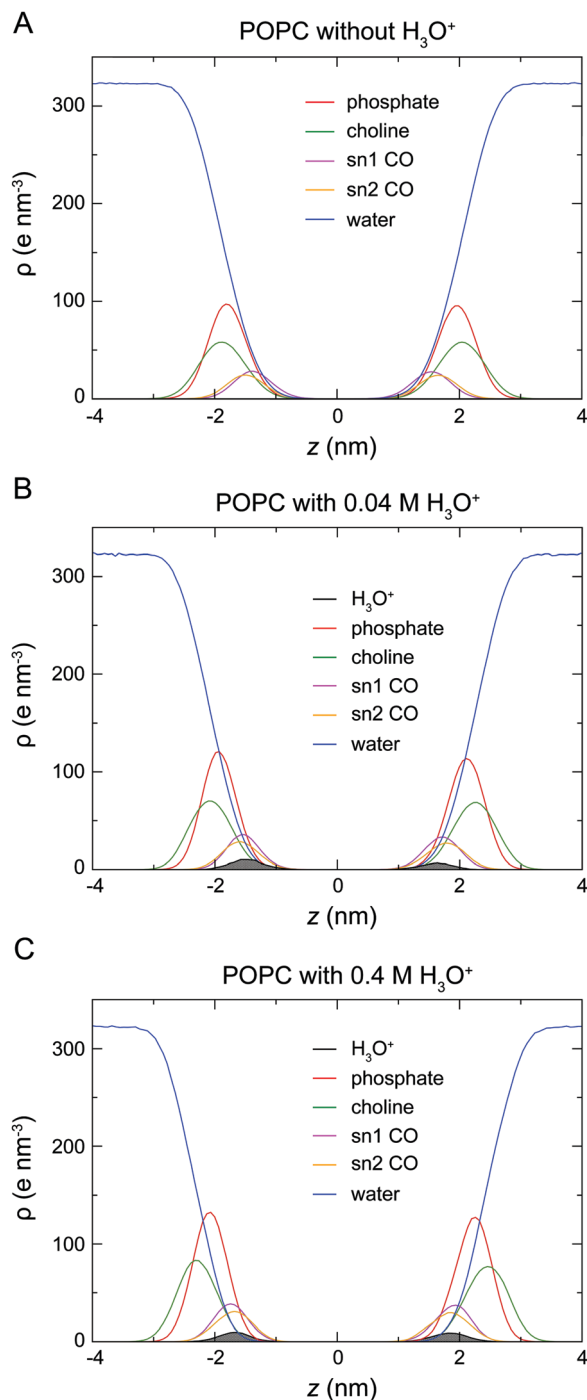 A
POPC without H₃O⁺
300
200
100
0
ρ (e nm⁻³)
phosphate
choline
sn1 CO
sn2 CO
water
-4 -2 0 2 4
z (nm)
B
POPC with 0.04 M H₃O⁺
300
200
100
0
ρ (e nm⁻³)
H₃O⁺
phosphate
choline
sn1 CO
sn2 CO
water
-4 -2 0 2 4
z (nm)
C
POPC with 0.4 M H₃O⁺
300
200
100
0
ρ (e nm⁻³)
H₃O⁺
phosphate
choline
sn1 CO
sn2 CO
water
-4 -2 0 2 4
z (nm)